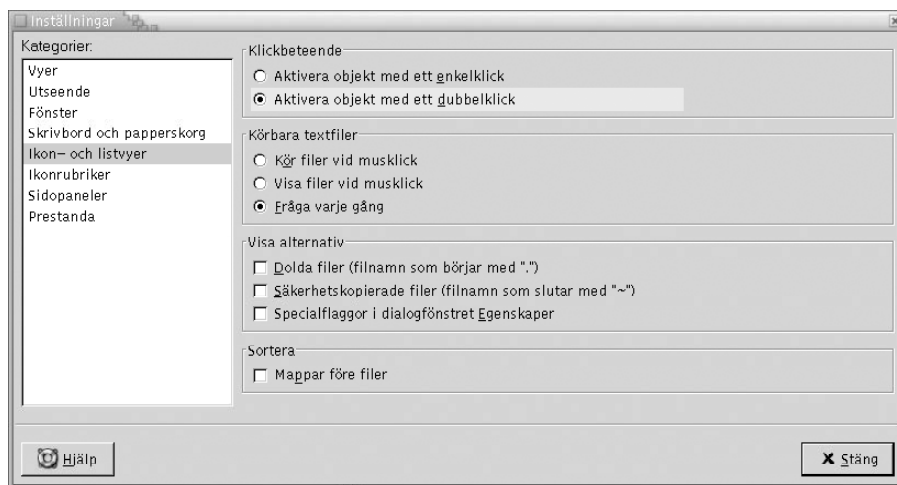 Inställningar
Kategorier:
Vyer
Utseende
Fönster
Skrivbord och papperskorg
Ikon- och listvyer
Ikonrubriker
Sidopaneler
Prestanda
Klickbeteende
Aktivera objekt med ett enkelklick
Aktivera objekt med ett dubbelklick
Körbara textfiler
Kör filer vid musklick
Visa filer vid musklick
Fråga varje gång
Visa alternativ
Dolda filer (filnamn som börjar med ".")
Säkerhetskopierade filer (filnamn som slutar med "~")
Specialflaggor i dialogfönstret Egenskaper
Sortera
Mappar före filer
Hjälp
Stäng